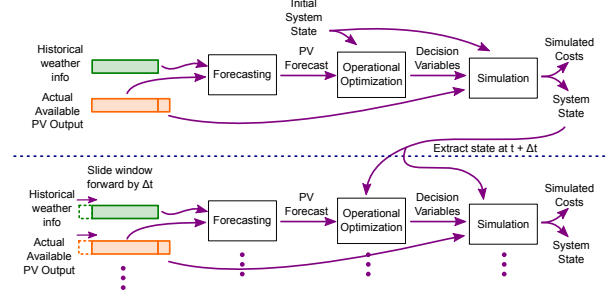 Initial
System
State
Historical
weather
info
Forecasting
PV
Forecast
Operational
Optimization
Decision
Variables
Simulation
Simulated
Costs
System
State
Actual
Available
PV Output
Extract state at t + Δt
Slide window
forward by Δt
Historical
weather
info
Forecasting
PV
Forecast
Operational
Optimization
Decision
Variables
Simulation
Simulated
Costs
System
State
Actual
Available
PV Output